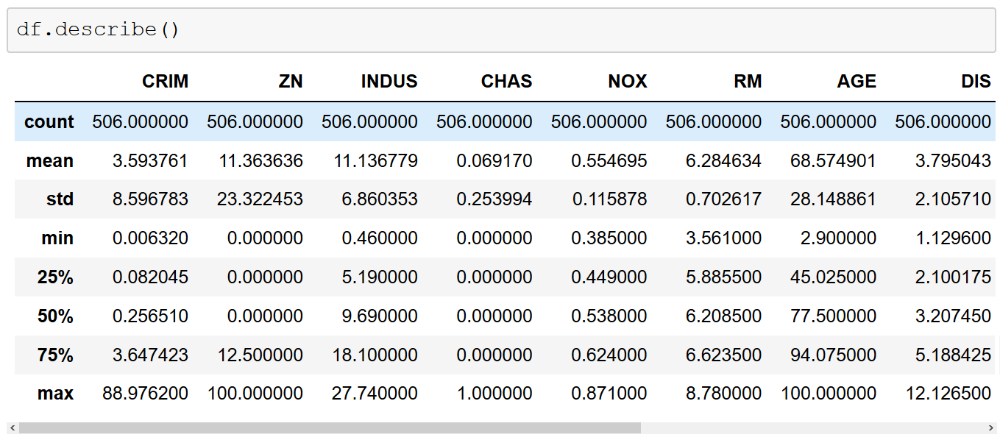 df.describe()
CRIM ZN INDUS CHAS NOX RM AGE DIS
count 506.000000 506.000000 506.000000 506.000000 506.000000 506.000000 506.000000 506.000000
mean 3.593761 11.363636 11.136779 0.069170 0.554695 6.284634 68.574901 3.795043
std 8.596783 23.322453 6.860353 0.253994 0.115878 0.702617 28.148861 2.105710
min 0.006320 0.000000 0.460000 0.000000 0.385000 3.561000 2.900000 1.129600
25% 0.082045 0.000000 5.190000 0.000000 0.449000 5.885500 45.025000 2.100175
50% 0.256510 0.000000 9.690000 0.000000 0.538000 6.208500 77.500000 3.207450
75% 3.647423 12.500000 18.100000 0.000000 0.624000 6.623500 94.075000 5.188425
max 88.976200 100.000000 27.740000 1.000000 0.871000 8.780000 100.000000 12.126500